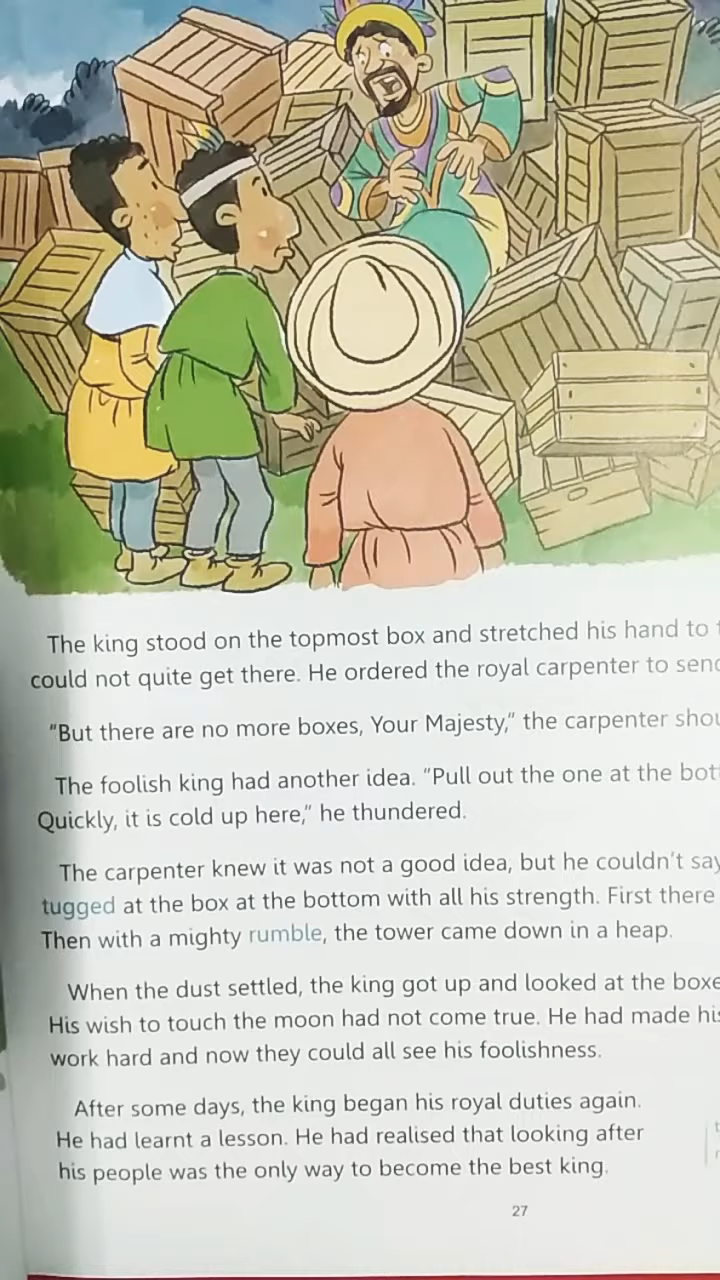 The king stood on the topmost box and stretched his hand to
could not quite get there. He ordered the royal carpenter to
"But there are no more boxes, Your Majesty," the carpenter
The foolish king had another idea. "Pull out the one at the
Quickly, it is cold up here," he thundered.
The carpenter knew it was not a good idea, but he couldn't
tugged at the box at the bottom with all his strength. First there
Then with a mighty rumble, the tower came down in a heap.
When the dust settled, the king got up and looked at the
His wish to touch the moon had not come true. He had made
work hard and now they could all see his foolishness.
After some days, the king began his royal duties again.
He had learnt a lesson. He had realised that looking after
his people was the only way to become the best king.
27